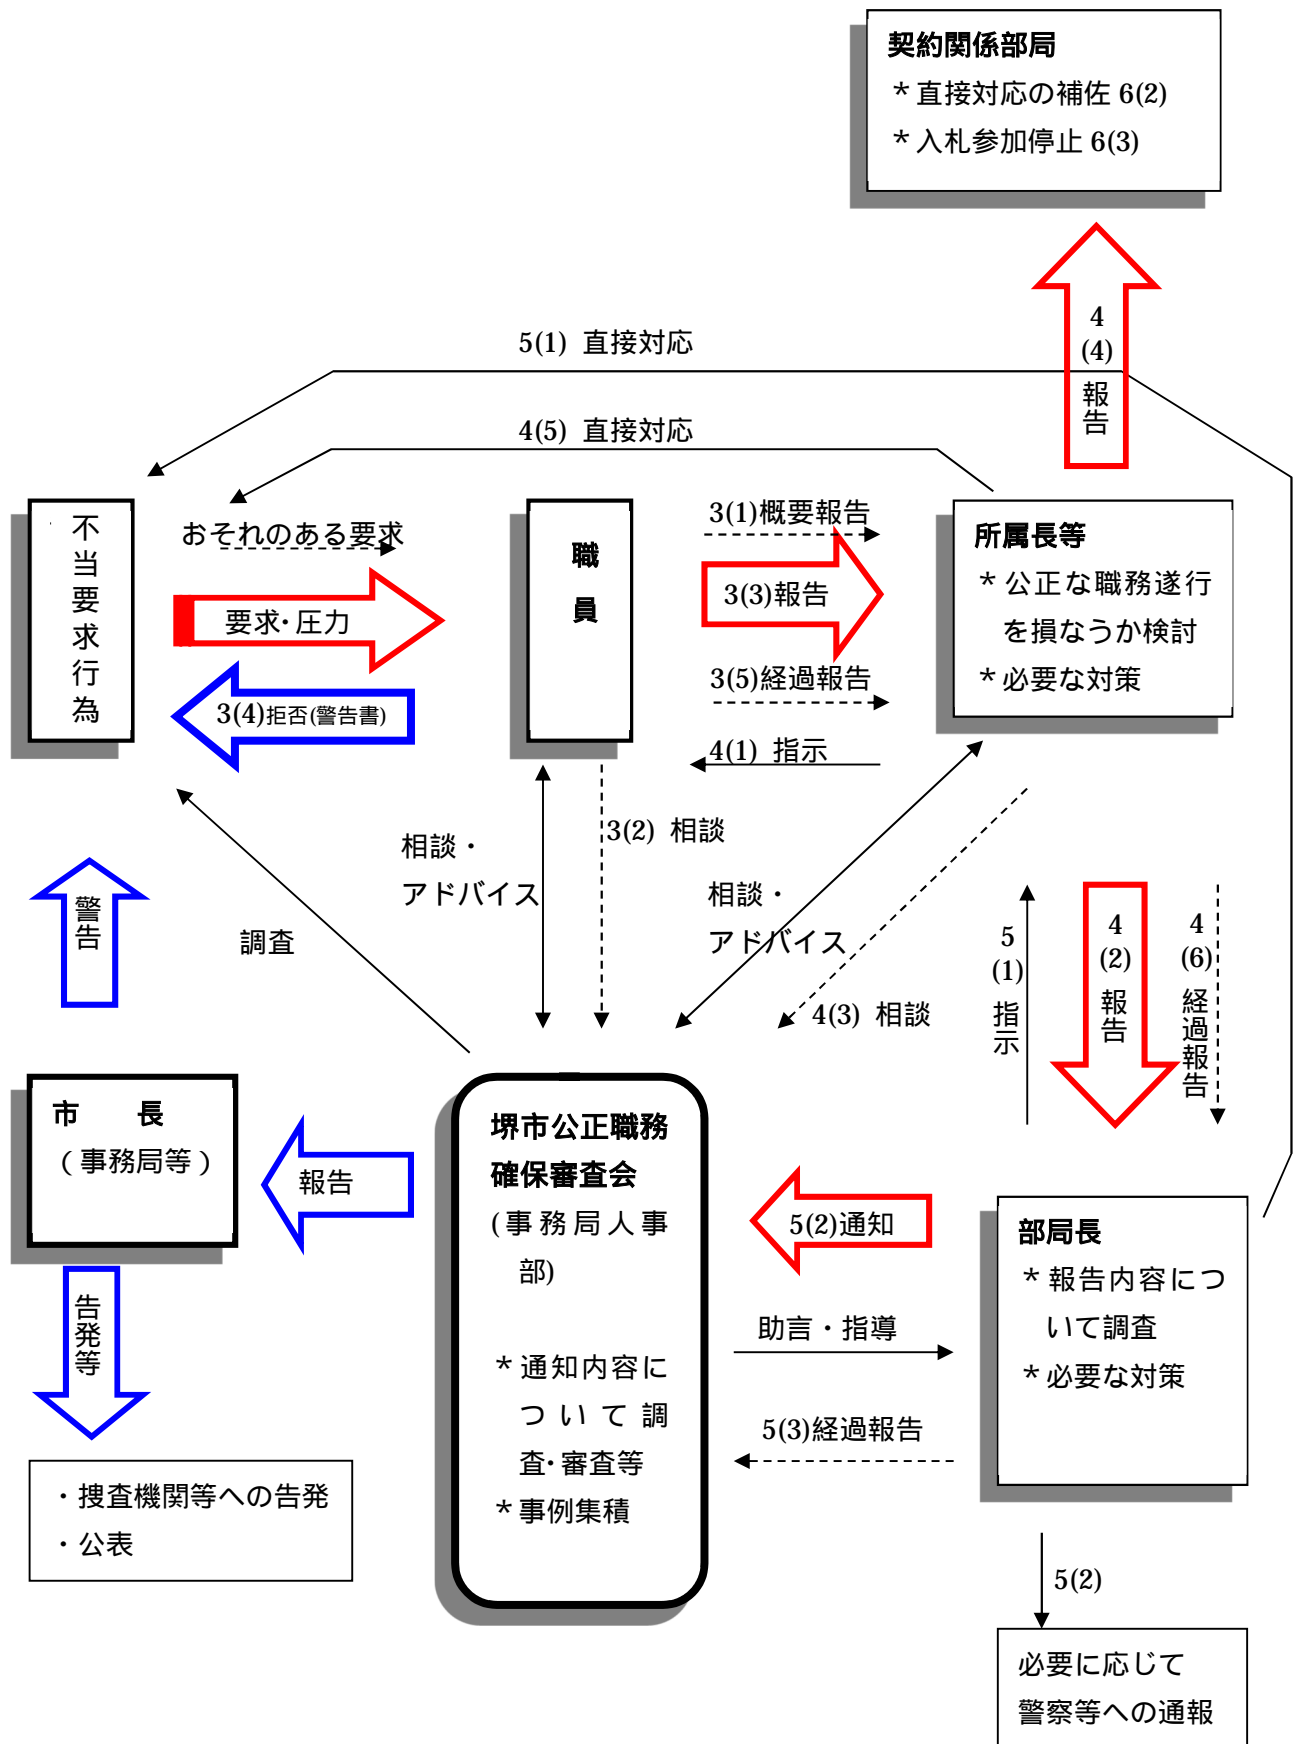 契約関係部局
＊直接対応の補佐 6(2)
＊入札参加停止 6(3)
4
(4)
報告
5(1) 直接対応
4(5) 直接対応
不当要求行為
おそれのある要求
要求・圧力
3(4)拒否(警告書)
職員
3(1)概要報告
3(3)報告
3(5)経過報告
4(1) 指示
所属長等
＊公正な職務遂行
を損なうか検討
＊必要な対策
相談・
アドバイス
3(2) 相談
相談・
アドバイス
4(3) 相談
調査
警告
5
(1)
指示
4
(2)
報告
4
(6)
経過報告
市　長
（事務局等）
報告
告発等
・捜査機関等への告発
・公表
堺市公正職務
確保審査会
(事務局人事
部)
＊通知内容に
ついて調
査・審査等
＊事例集積
5(2)通知
助言・指導
5(3)経過報告
部局長
＊報告内容につ
いて調査
＊必要な対策
5(2)
必要に応じて
警察等への通報